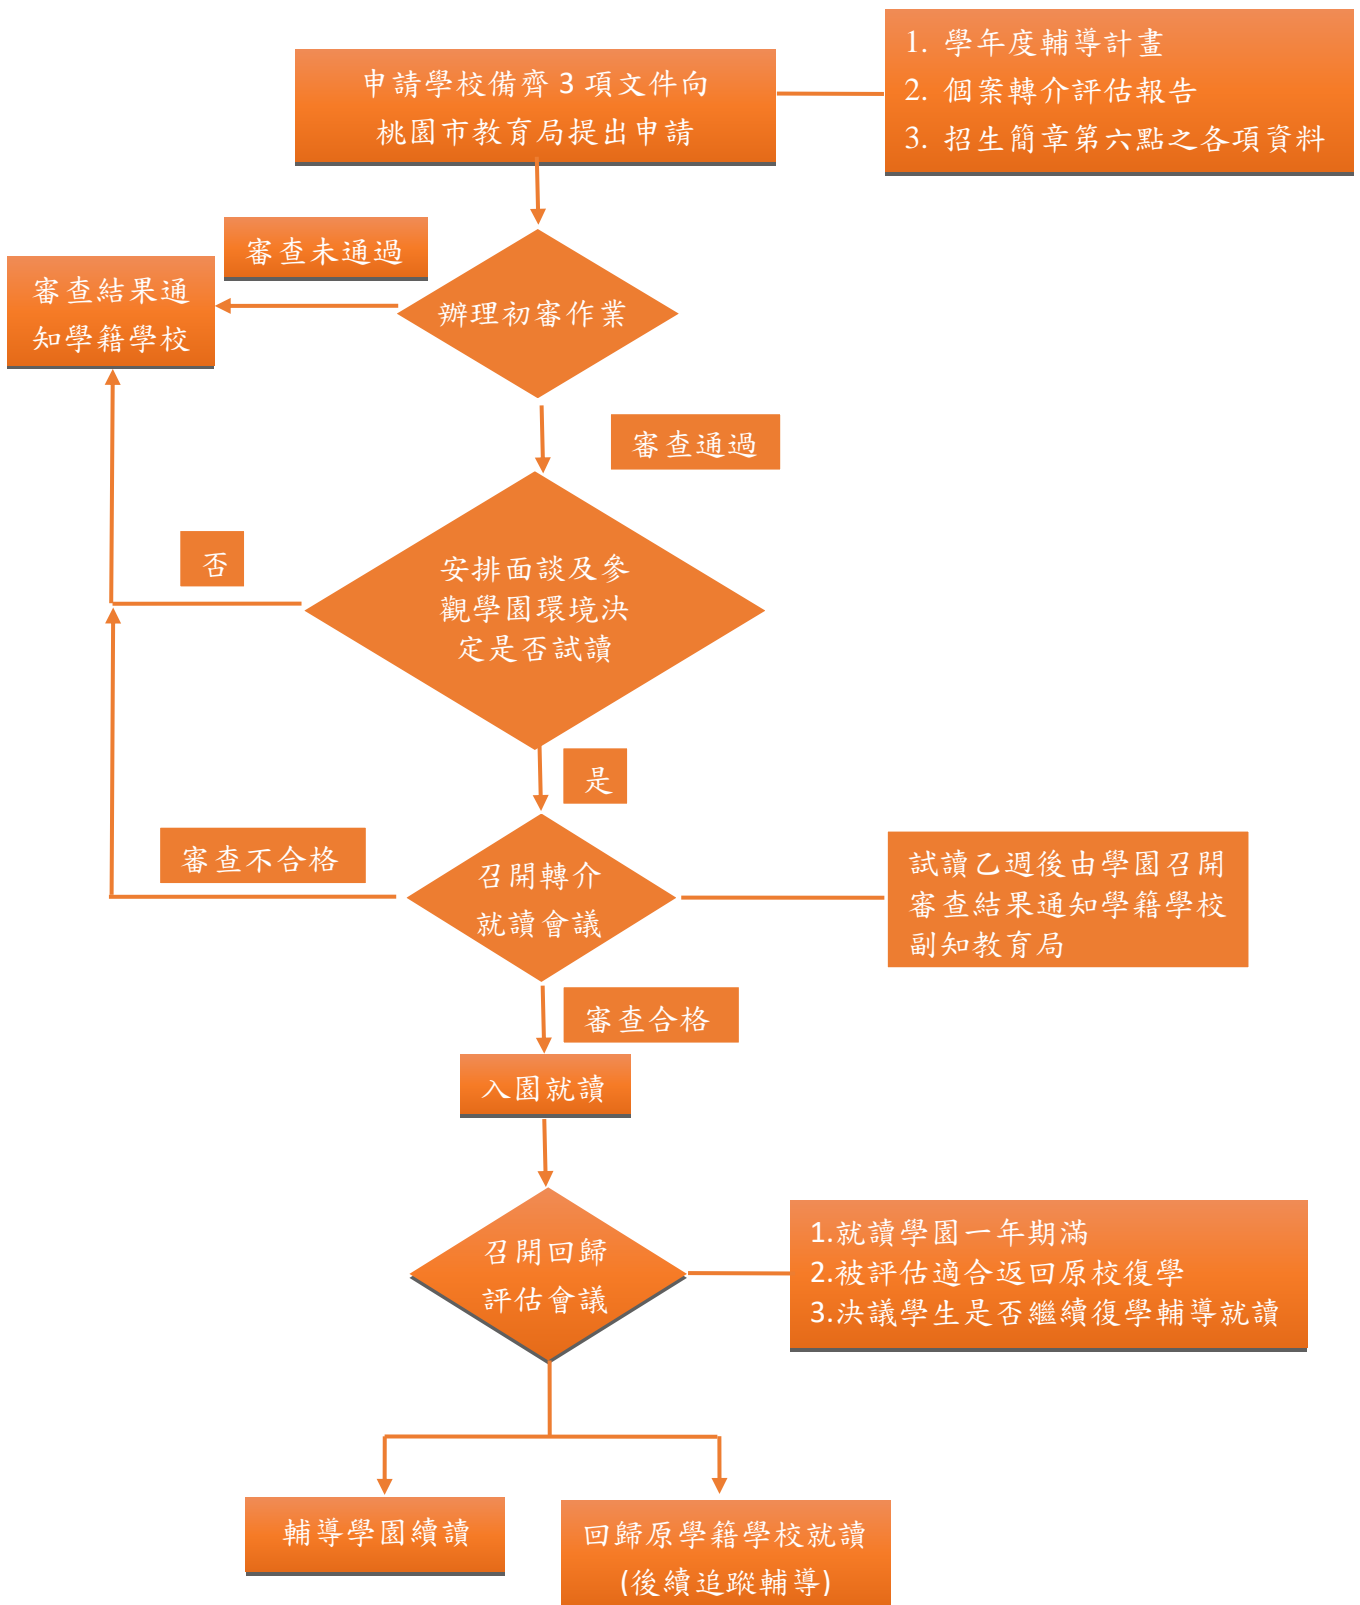 申請學校備齊 3 項文件向
桃園市教育局提出申請
1. 學年度輔導計畫
2. 個案轉介評估報告
3. 招生簡章第六點之各項資料
審查未通過
審查結果通
知學籍學校
辦理初審作業
審查通過
否
安排面談及參
觀學園環境決
定是否試讀
是
審查不合格
召開轉介
就讀會議
試讀乙週後由學園召開
審查結果通知學籍學校
副知教育局
審查合格
入園就讀
召開回歸
評估會議
1.就讀學園一年期滿
2.被評估適合返回原校復學
3.決議學生是否繼續復學輔導就讀
輔導學園續讀
回歸原學籍學校就讀
(後續追蹤輔導)